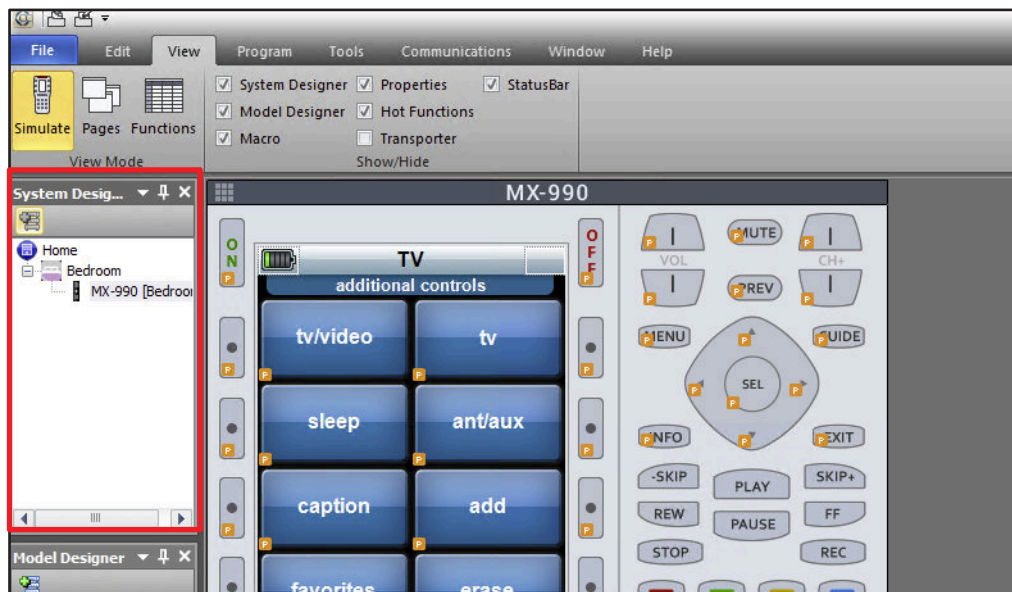 File Edit View Program Tools Communications Window Help
Simulate Pages Functions
View Mode
System Designer Properties StatusBar
Model Designer Hot Functions
Macro Transporter
Show/Hide
System Desig...
Home
Bedroom
MX-990 [Bedroor
Model Designer
MX-990
ON
OFF
TV
additional controls
tv/video tv
sleep ant/aux
caption add
favorites erase
VOL
MUTE
CH+
PREV
MENU
GUIDE
SEL
INFO
EXIT
-SKIP PLAY SKIP+
REW PAUSE FF
STOP REC